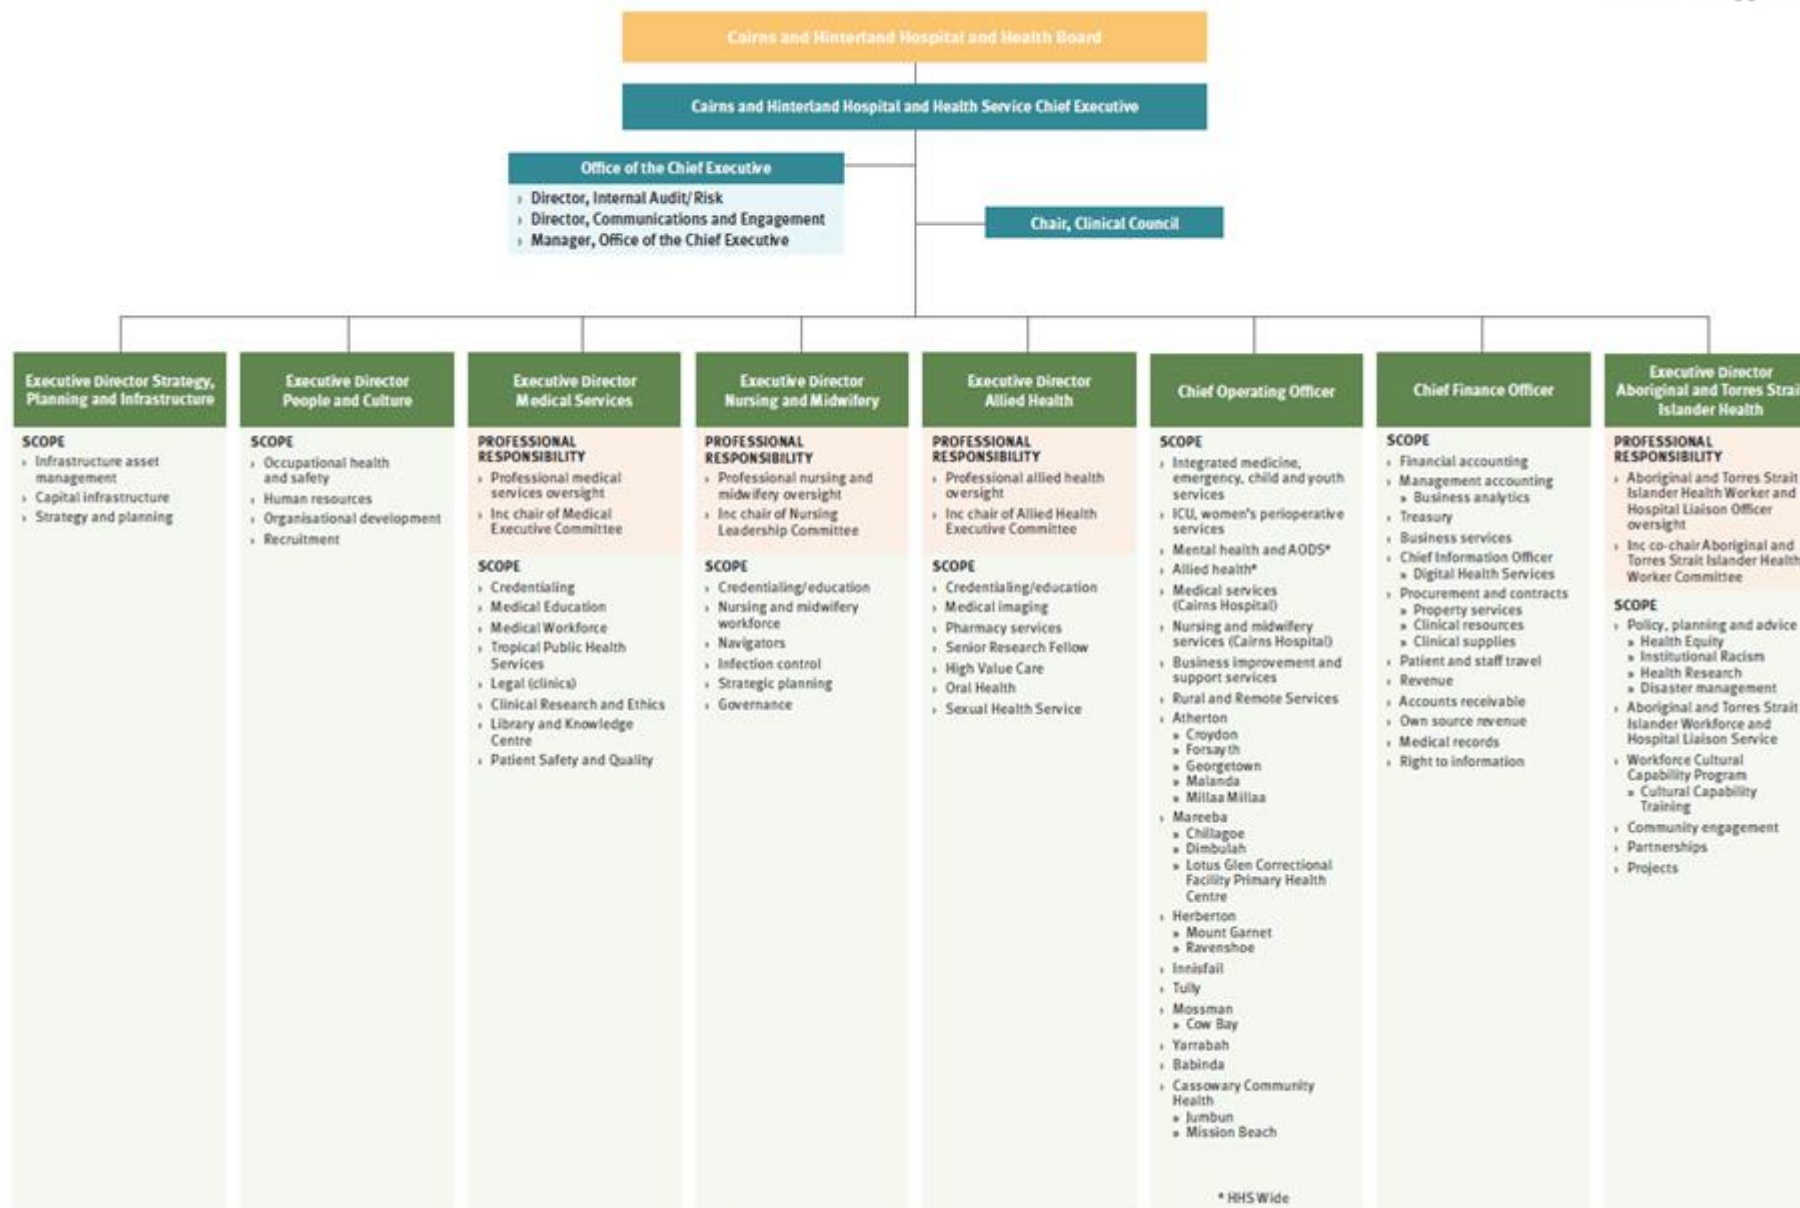 Cairns and Hinterland Hospital and Health Board
Cairns and Hinterland Hospital and Health Service Chief Executive
Office of the Chief Executive
› Director, Internal Audit/Risk
› Director, Communications and Engagement
› Manager, Office of the Chief Executive
Chair, Clinical Council
Executive Director Strategy,
Planning and Infrastructure
SCOPE
› Infrastructure asset
management
› Capital infrastructure
› Strategy and planning
Executive Director
People and Culture
SCOPE
› Occupational health
and safety
› Human resources
› Organisational development
› Recruitment
Executive Director
Medical Services
PROFESSIONAL
RESPONSIBILITY
› Professional medical
services oversight
› Inc chair of Medical
Executive Committee
SCOPE
› Credentialing
› Medical Education
› Medical Workforce
› Tropical Public Health
Services
› Legal (clinics)
› Clinical Research and Ethics
› Library and Knowledge
Centre
› Patient Safety and Quality
Executive Director
Nursing and Midwifery
PROFESSIONAL
RESPONSIBILITY
› Professional nursing and
midwifery oversight
› Inc chair of Nursing
Leadership Committee
SCOPE
› Credentialing/education
› Nursing and midwifery
workforce
› Navigators
› Infection control
› Strategic planning
› Governance
Executive Director
Allied Health
PROFESSIONAL
RESPONSIBILITY
› Professional allied health
oversight
› Inc chair of Allied Health
Executive Committee
SCOPE
› Credentialing/education
› Medical imaging
› Pharmacy services
› Senior Research Fellow
› High Value Care
› Oral Health
› Sexual Health Service
Chief Operating Officer
SCOPE
› Integrated medicine,
emergency, child and youth
services
› ICU, women's perioperative
services
› Mental health and AODS*
› Allied health*
› Medical services
(Cairns Hospital)
› Nursing and midwifery
services (Cairns Hospital)
› Business improvement and
support services
› Rural and Remote Services
› Atherton
» Croydon
» Forsayth
» Georgetown
» Malanda
» Millaa Millaa
› Mareeba
» Chillagoe
» Dimbulah
» Lotus Glen Correctional
Facility Primary Health
Centre
› Herberton
» Mount Garnet
» Ravenshoe
› Innisfail
› Tully
› Mossman
» Cow Bay
› Yarrabah
› Babinda
› Cassowary Community
Health
» Jumbun
» Mission Beach
* HHS Wide
Chief Finance Officer
SCOPE
› Financial accounting
› Management accounting
» Business analytics
› Treasury
› Business services
› Chief Information Officer
» Digital Health Services
› Procurement and contracts
» Property services
» Clinical resources
» Clinical supplies
› Patient and staff travel
› Revenue
› Accounts receivable
› Own source revenue
› Medical records
› Right to information
Executive Director
Aboriginal and Torres Strait
Islander Health
PROFESSIONAL
RESPONSIBILITY
› Aboriginal and Torres Strait
Islander Health Worker and
Hospital Liaison Officer
oversight
› Inc co-chair Aboriginal and
Torres Strait Islander Health
Worker Committee
SCOPE
› Policy, planning and advice
» Health Equity
» Institutional Racism
» Health Research
» Disaster management
› Aboriginal and Torres Strait
Islander Workforce and
Hospital Liaison Service
› Workforce Cultural
Capability Program
» Cultural Capability
Training
› Community engagement
› Partnerships
› Projects